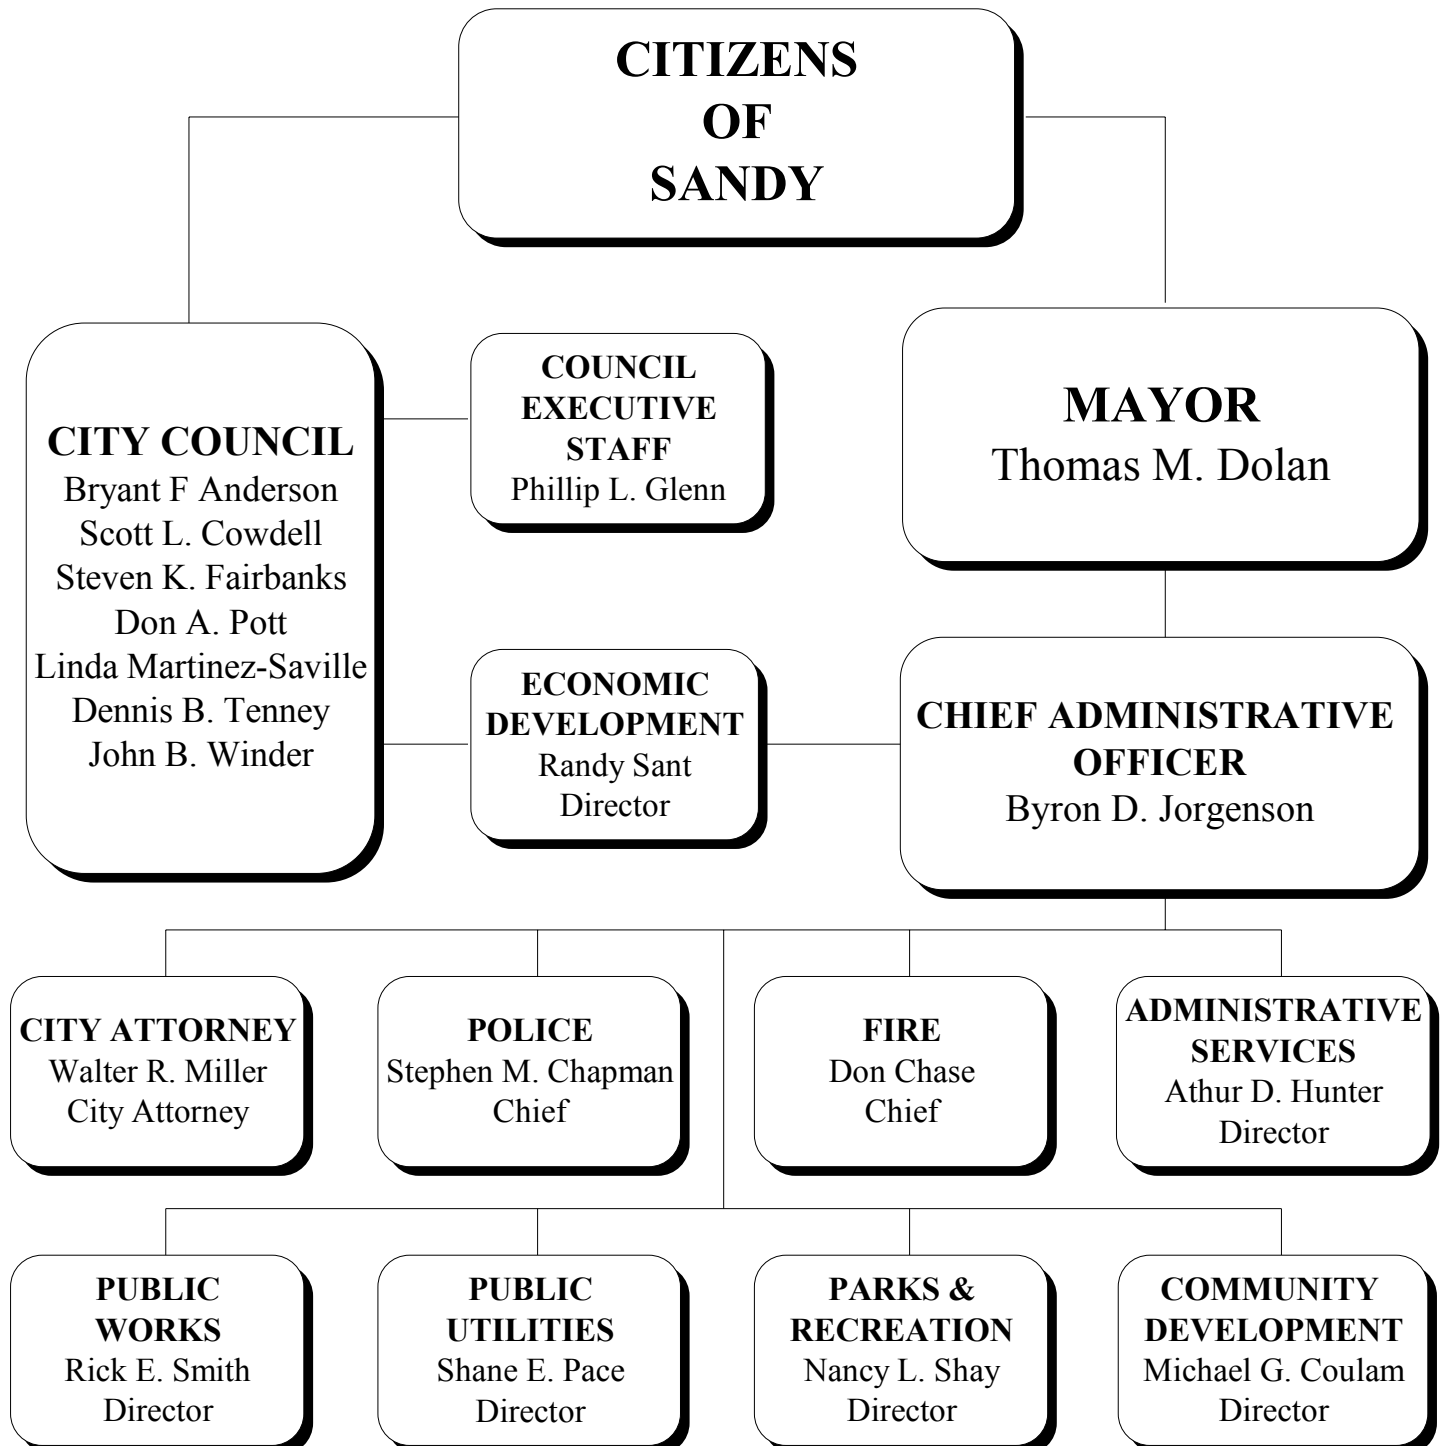 CITIZENS
OF
SANDY
CITY COUNCIL
Bryant F Anderson
Scott L. Cowdell
Steven K. Fairbanks
Don A. Pott
Linda Martinez-Saville
Dennis B. Tenney
John B. Winder
COUNCIL
EXECUTIVE
STAFF
Phillip L. Glenn
MAYOR
Thomas M. Dolan
ECONOMIC
DEVELOPMENT
Randy Sant
Director
CHIEF ADMINISTRATIVE
OFFICER
Byron D. Jorgenson
CITY ATTORNEY
Walter R. Miller
City Attorney
POLICE
Stephen M. Chapman
Chief
FIRE
Don Chase
Chief
ADMINISTRATIVE
SERVICES
Athur D. Hunter
Director
PUBLIC
WORKS
Rick E. Smith
Director
PUBLIC
UTILITIES
Shane E. Pace
Director
PARKS &
RECREATION
Nancy L. Shay
Director
COMMUNITY
DEVELOPMENT
Michael G. Coulam
Director